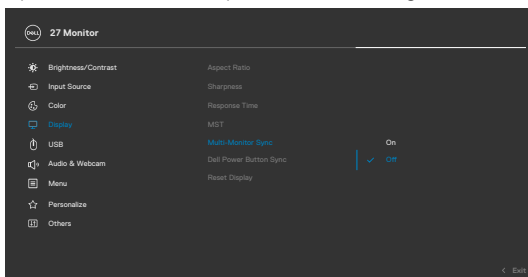 DELL 27 Monitor
Brightness/Contrast Aspect Ratio
Input Source Sharpness
Color Response Time
Display MST
USB Multi-Monitor Sync On
Audio & Webcam Dell Power Button Sync Off
Menu Reset Display
Personalize
Others
Exit